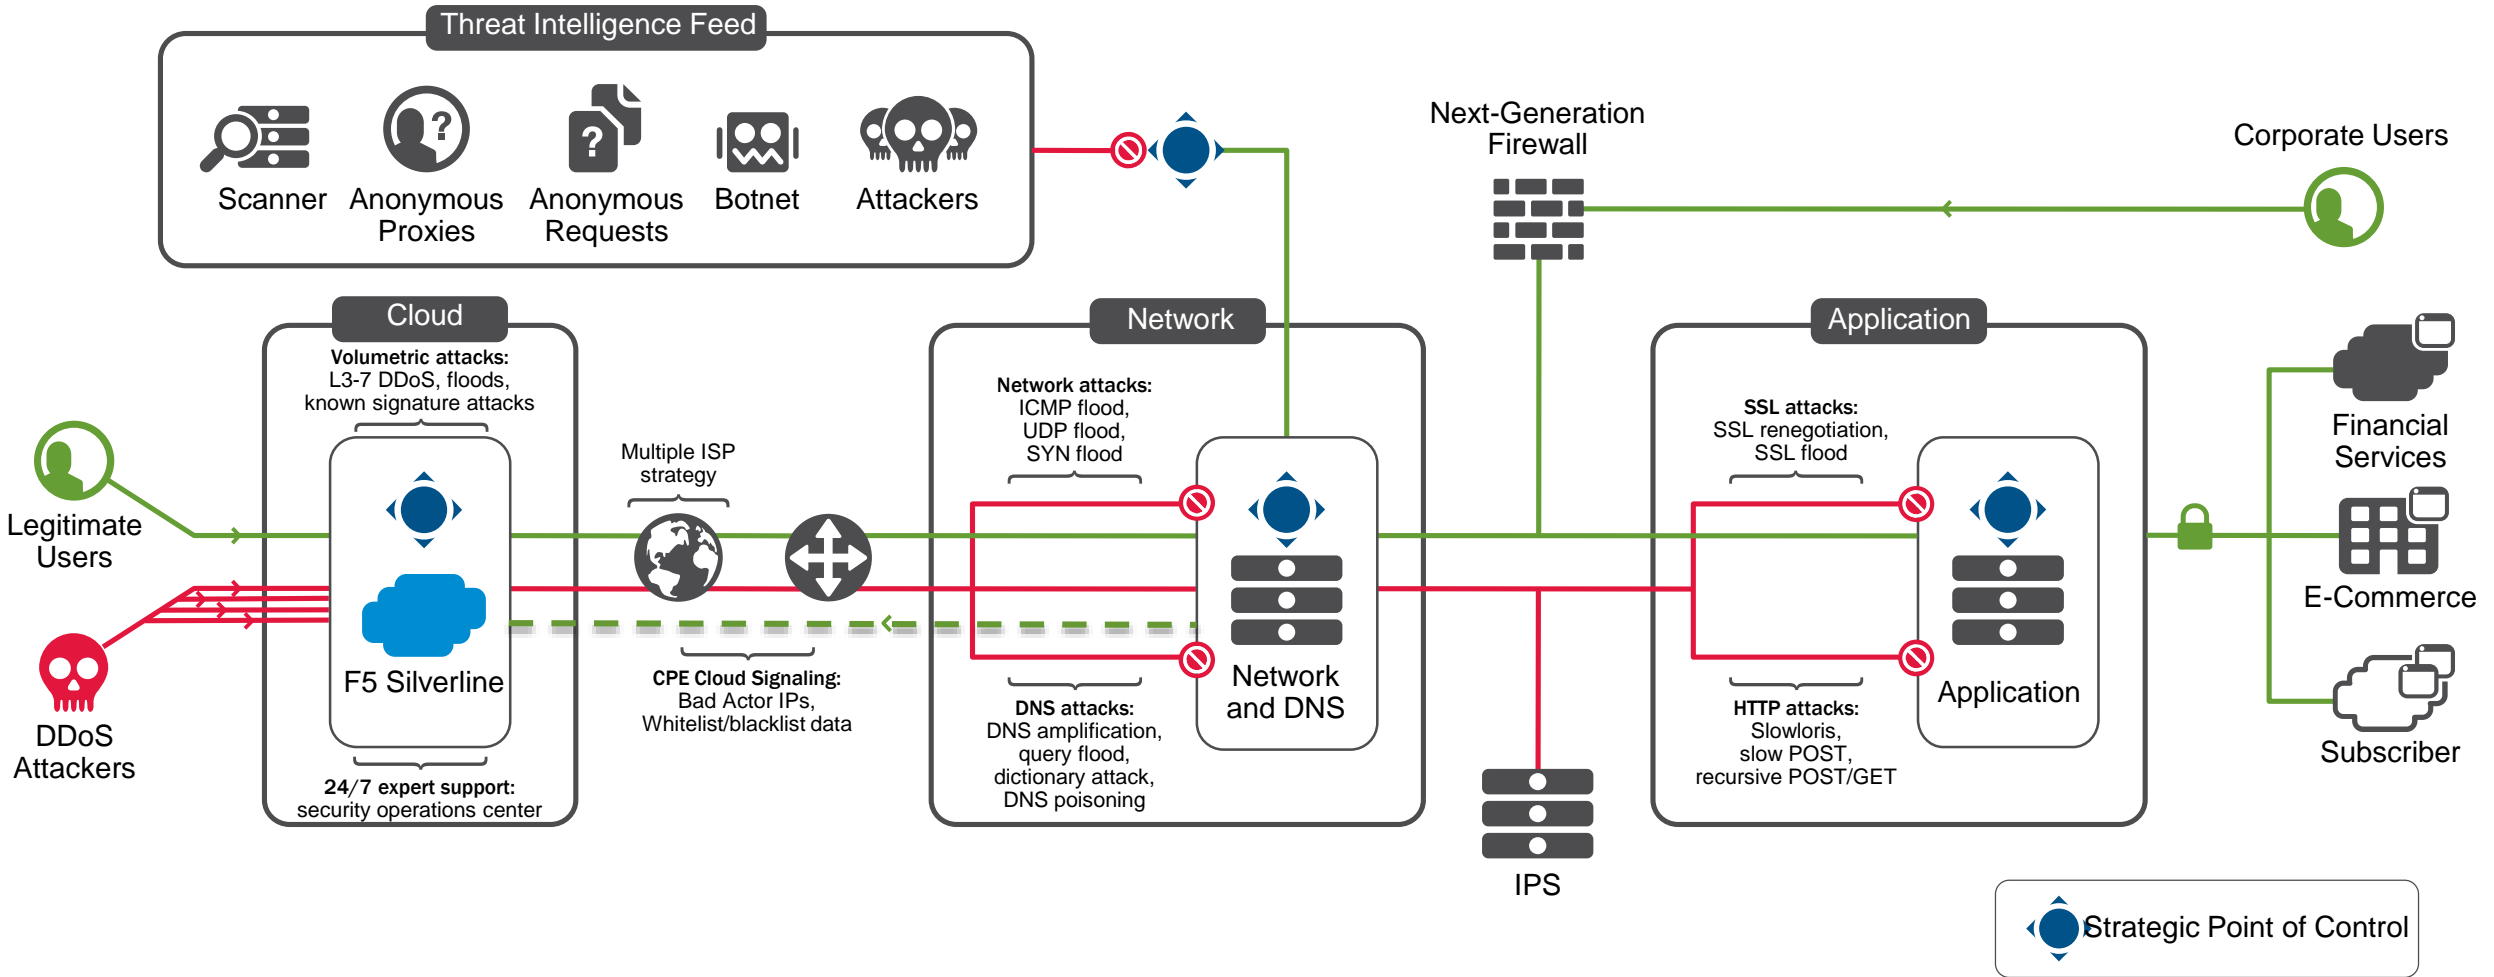 Threat Intelligence Feed
Scanner
Anonymous
Proxies
Anonymous
Requests
Botnet
Attackers
Next-Generation
Firewall
Corporate Users
Cloud
Volumetric attacks:
L3-7 DDoS, floods,
known signature attacks
Legitimate
Users
DDoS
Attackers
F5 Silverline
24/7 expert support:
security operations center
Multiple ISP
strategy
CPE Cloud Signaling:
Bad Actor IPs,
Whitelist/blacklist data
Network
Network attacks:
ICMP flood,
UDP flood,
SYN flood
DNS attacks:
DNS amplification,
query flood,
dictionary attack,
DNS poisoning
Network
and DNS
IPS
Application
SSL attacks:
SSL renegotiation,
SSL flood
HTTP attacks:
Slowloris,
slow POST,
recursive POST/GET
Application
Financial
Services
E-Commerce
Subscriber
Strategic Point of Control